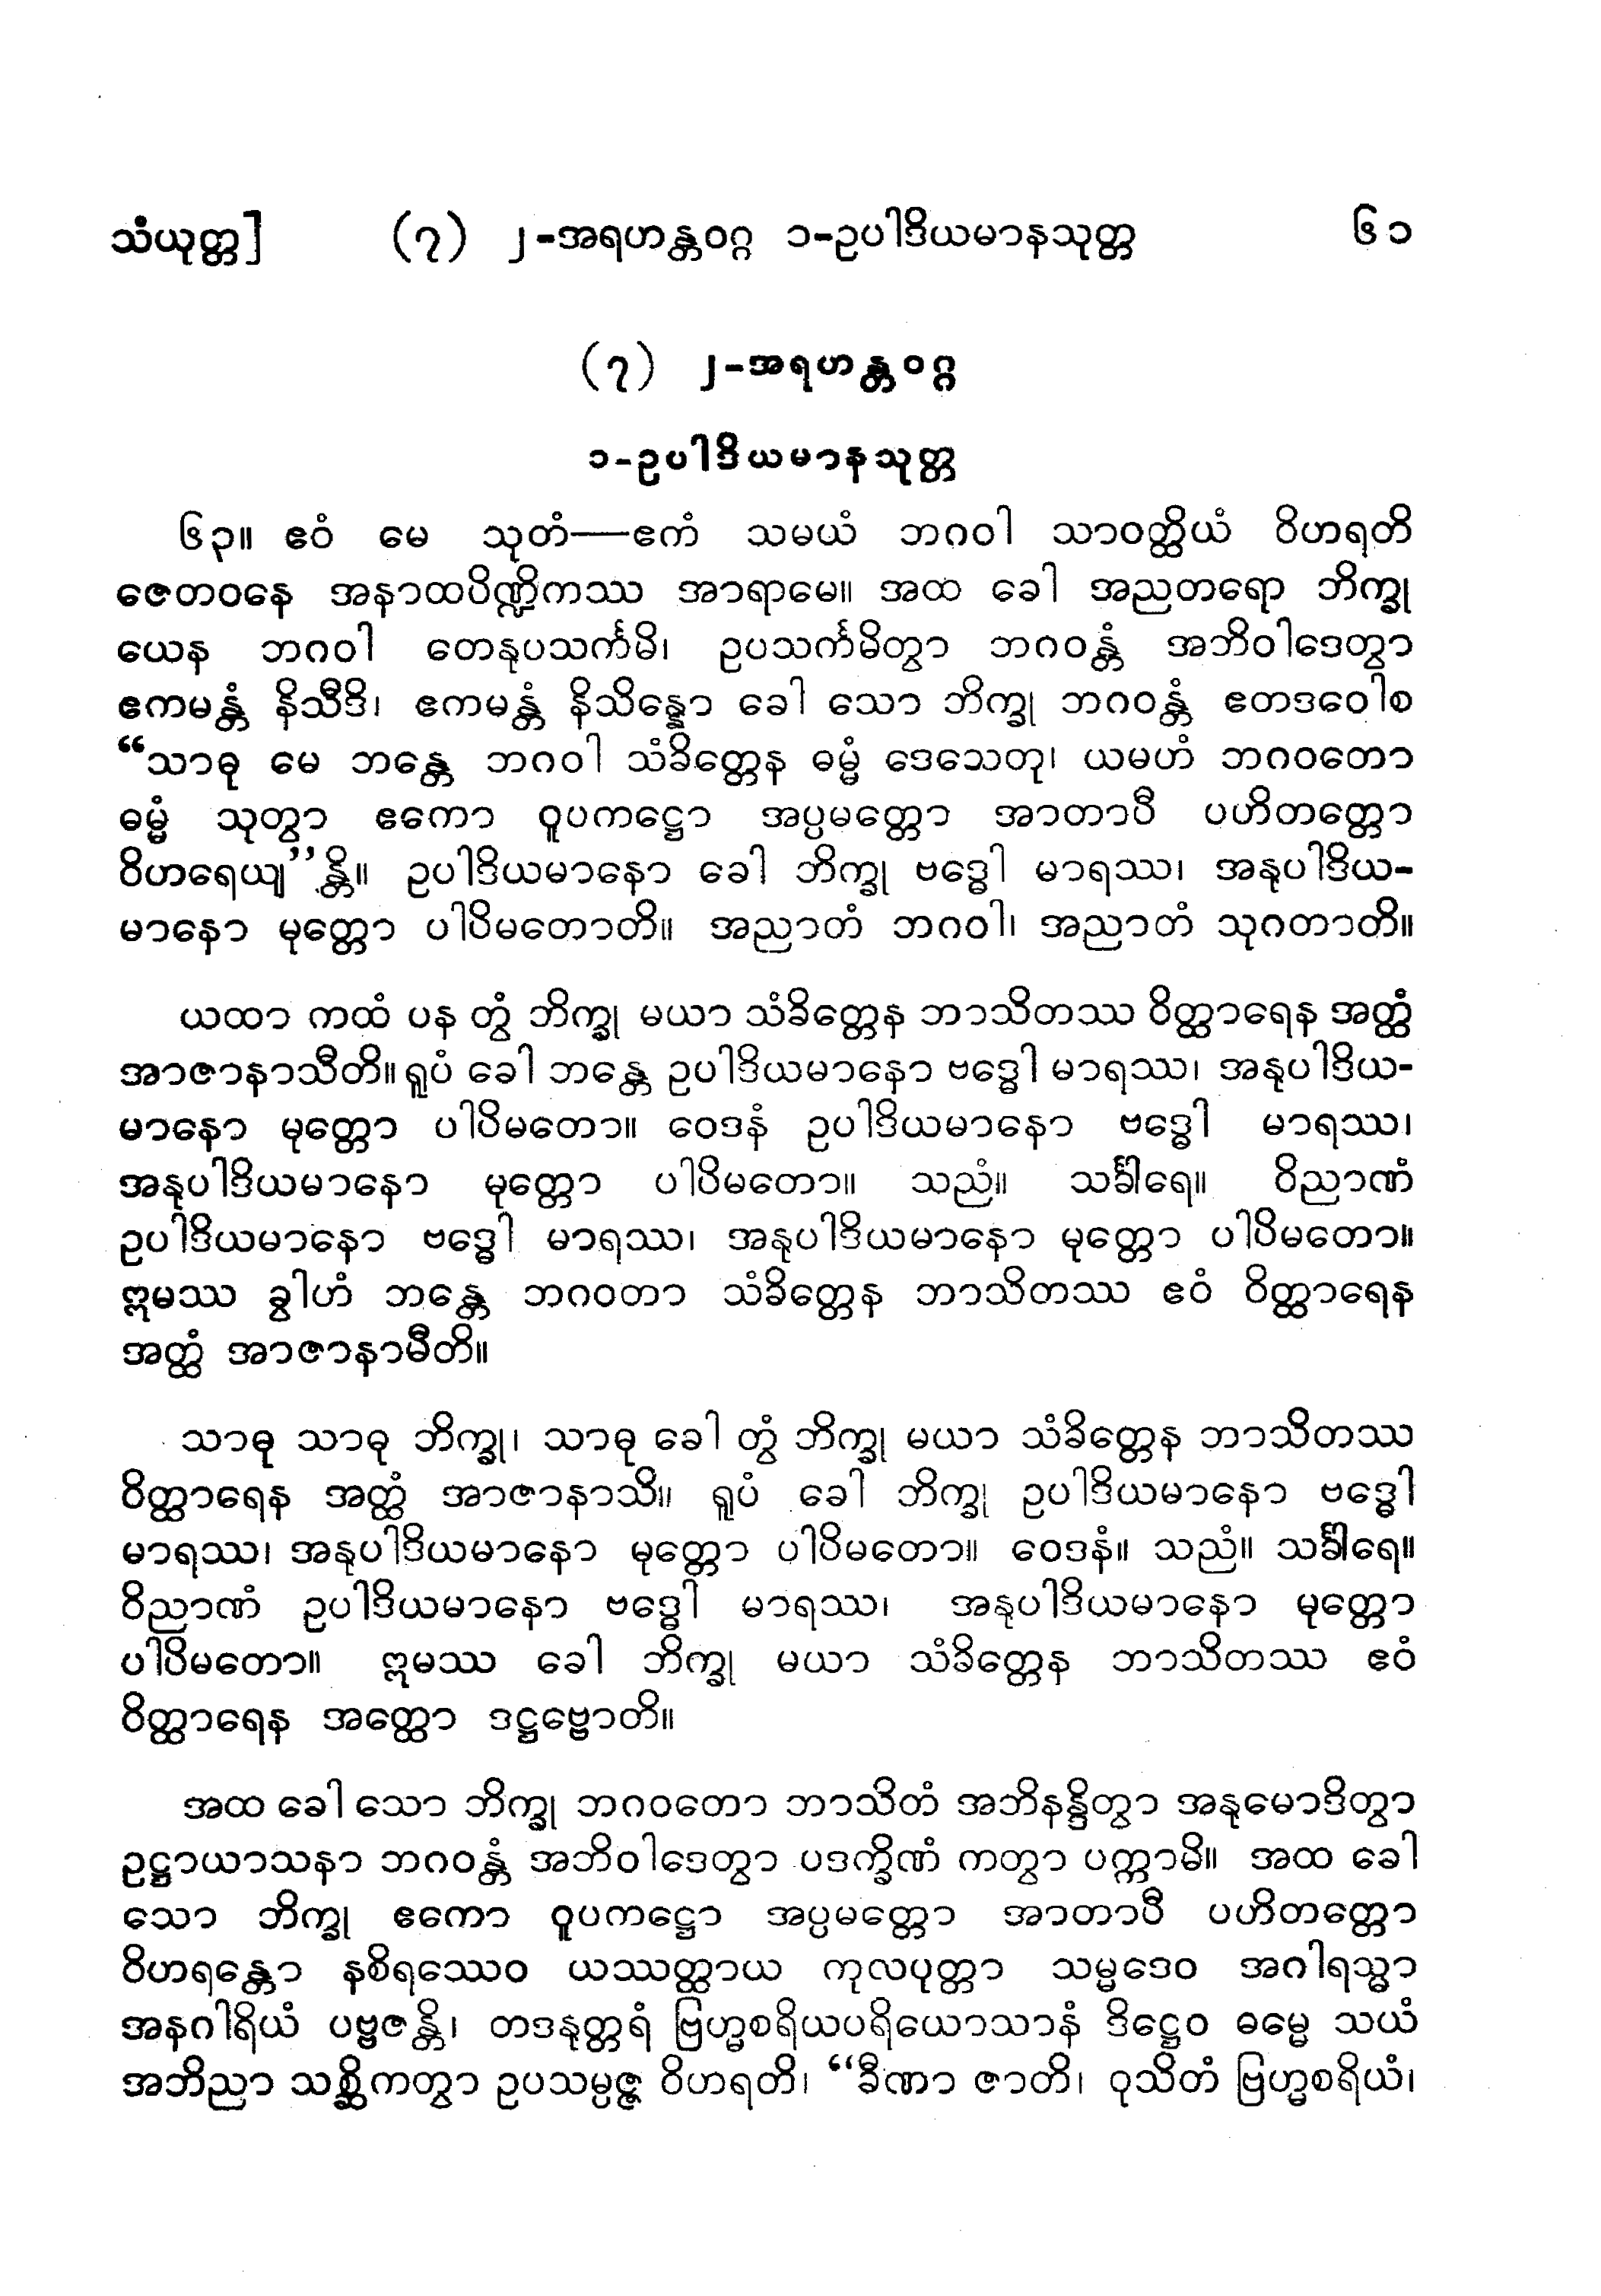 သံယုတ္တ] (၇) ၂-အရဟန္တဝဂ္ဂ ၁-ဥပါဒိယမာနသုတ္တ ၆၁
(၇) ၂-အရဟန္တဝဂ္ဂ
၁-ဥပါဒိယမာနသုတ္တ
၆၃။ ဧဝံ မေ သုတံ—ဧကံ သမယံ ဘဂဝါ သာဝတ္ထိယံ ဝိဟရတိ
ဇေတဝနေ အနာထပိဏ္ဍိကဿ အာရာမေ။ အထ ခေါ အညတရော ဘိက္ခု
ယေန ဘဂဝါ တေနုပသင်္ကမိ၊ ဥပသင်္ကမိတွာ ဘဂဝန္တံ အဘိဝါဒေတွာ
ဧကမန္တံ နိသီဒိ၊ ဧကမန္တံ နိသိန္နော ခေါ သော ဘိက္ခု ဘဂဝန္တံ ဧတဒဝေါစ
“သာဓု မေ ဘန္တေ ဘဂဝါ သံခိတ္တေန ဓမ္မံ ဒေသေတု၊ ယမဟံ ဘဂဝတော
ဓမ္မံ သုတွာ ဧကော ဝူပကဋ္ဌော အပ္ပမတ္တော အာတာပီ ပဟိတတ္တော
ဝိဟရေယျ”န္တိ။ ဥပါဒိယမာနော ခေါ ဘိက္ခု ဗဒ္ဓေါ မာရဿ၊ အနုပါဒိယ-
မာနော မုတ္တော ပါပိမတောတိ။ အညာတံ ဘဂဝါ၊ အညာတံ သုဂတာတိ။
ယထာ ကထံ ပန တွံ ဘိက္ခု မယာ သံခိတ္တေန ဘာသိတဿ ဝိတ္ထာရေန အတ္ထံ
အာဇာနာသီတိ။ ရူပံ ခေါ ဘန္တေ ဥပါဒိယမာနော ဗဒ္ဓေါ မာရဿ၊ အနုပါဒိယ-
မာနော မုတ္တော ပါပိမတော။ ဝေဒနံ ဥပါဒိယမာနော ဗဒ္ဓေါ မာရဿ၊
အနုပါဒိယမာနော မုတ္တော ပါပိမတော။ သညံ။ သင်္ခါရေ။ ဝိညာဏံ
ဥပါဒိယမာနော ဗဒ္ဓေါ မာရဿ၊ အနုပါဒိယမာနော မုတ္တော ပါပိမတော။
ဣမဿ ခွါဟံ ဘန္တေ ဘဂဝတာ သံခိတ္တေန ဘာသိတဿ ဧဝံ ဝိတ္ထာရေန
အတ္ထံ အာဇာနာမီတိ။
သာဓု သာဓု ဘိက္ခု၊ သာဓု ခေါ တွံ ဘိက္ခု မယာ သံခိတ္တေန ဘာသိတဿ
ဝိတ္ထာရေန အတ္ထံ အာဇာနာသိ။ ရူပံ ခေါ ဘိက္ခု ဥပါဒိယမာနော ဗဒ္ဓေါ
မာရဿ၊ အနုပါဒိယမာနော မုတ္တော ပါပိမတော။ ဝေဒနံ။ သညံ။ သင်္ခါရေ။
ဝိညာဏံ ဥပါဒိယမာနော ဗဒ္ဓေါ မာရဿ၊ အနုပါဒိယမာနော မုတ္တော
ပါပိမတော။ ဣမဿ ခေါ ဘိက္ခု မယာ သံခိတ္တေန ဘာသိတဿ ဧဝံ
ဝိတ္ထာရေန အတ္ထော ဒဋ္ဌဗ္ဗောတိ။
အထ ခေါ သော ဘိက္ခု ဘဂဝတော ဘာသိတံ အဘိနန္ဒိတွာ အနုမောဒိတွာ
ဥဋ္ဌာယာသနာ ဘဂဝန္တံ အဘိဝါဒေတွာ ပဒက္ခိဏံ ကတွာ ပက္ကာမိ။ အထ ခေါ
သော ဘိက္ခု ဧကော ဝူပကဋ္ဌော အပ္ပမတ္တော အာတာပီ ပဟိတတ္တော
ဝိဟရန္တော နစိရဿေဝ ယဿတ္ထာယ ကုလပုတ္တာ သမ္မဒေဝ အဂါရသ္မာ
အနဂါရိယံ ပဗ္ဗဇန္တိ၊ တဒနုတ္တရံ ဗြဟ္မစရိယပရိယောသာနံ ဒိဋ္ဌေဝ ဓမ္မေ သယံ
အဘိညာ သစ္ဆိကတွာ ဥပသမ္ပဇ္ဇ ဝိဟရတိ၊ “ခီဏာ ဇာတိ၊ ဝုသိတံ ဗြဟ္မစရိယံ၊